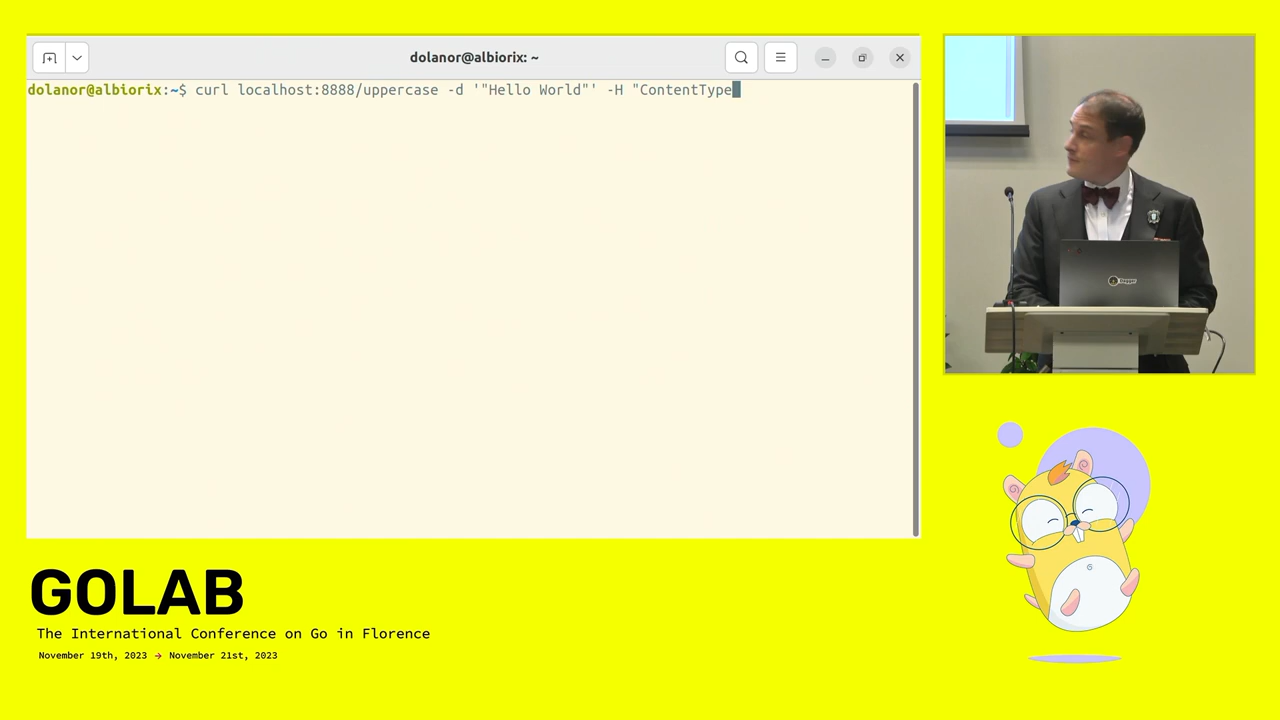 dolanor@albiorix: ~
dolanor@albiorix:~$ curl localhost:8888/uppercase -d '"Hello World"' -H "ContentType
GOLAB
The International Conference on Go in Florence
November 19th, 2023 → November 21st, 2023